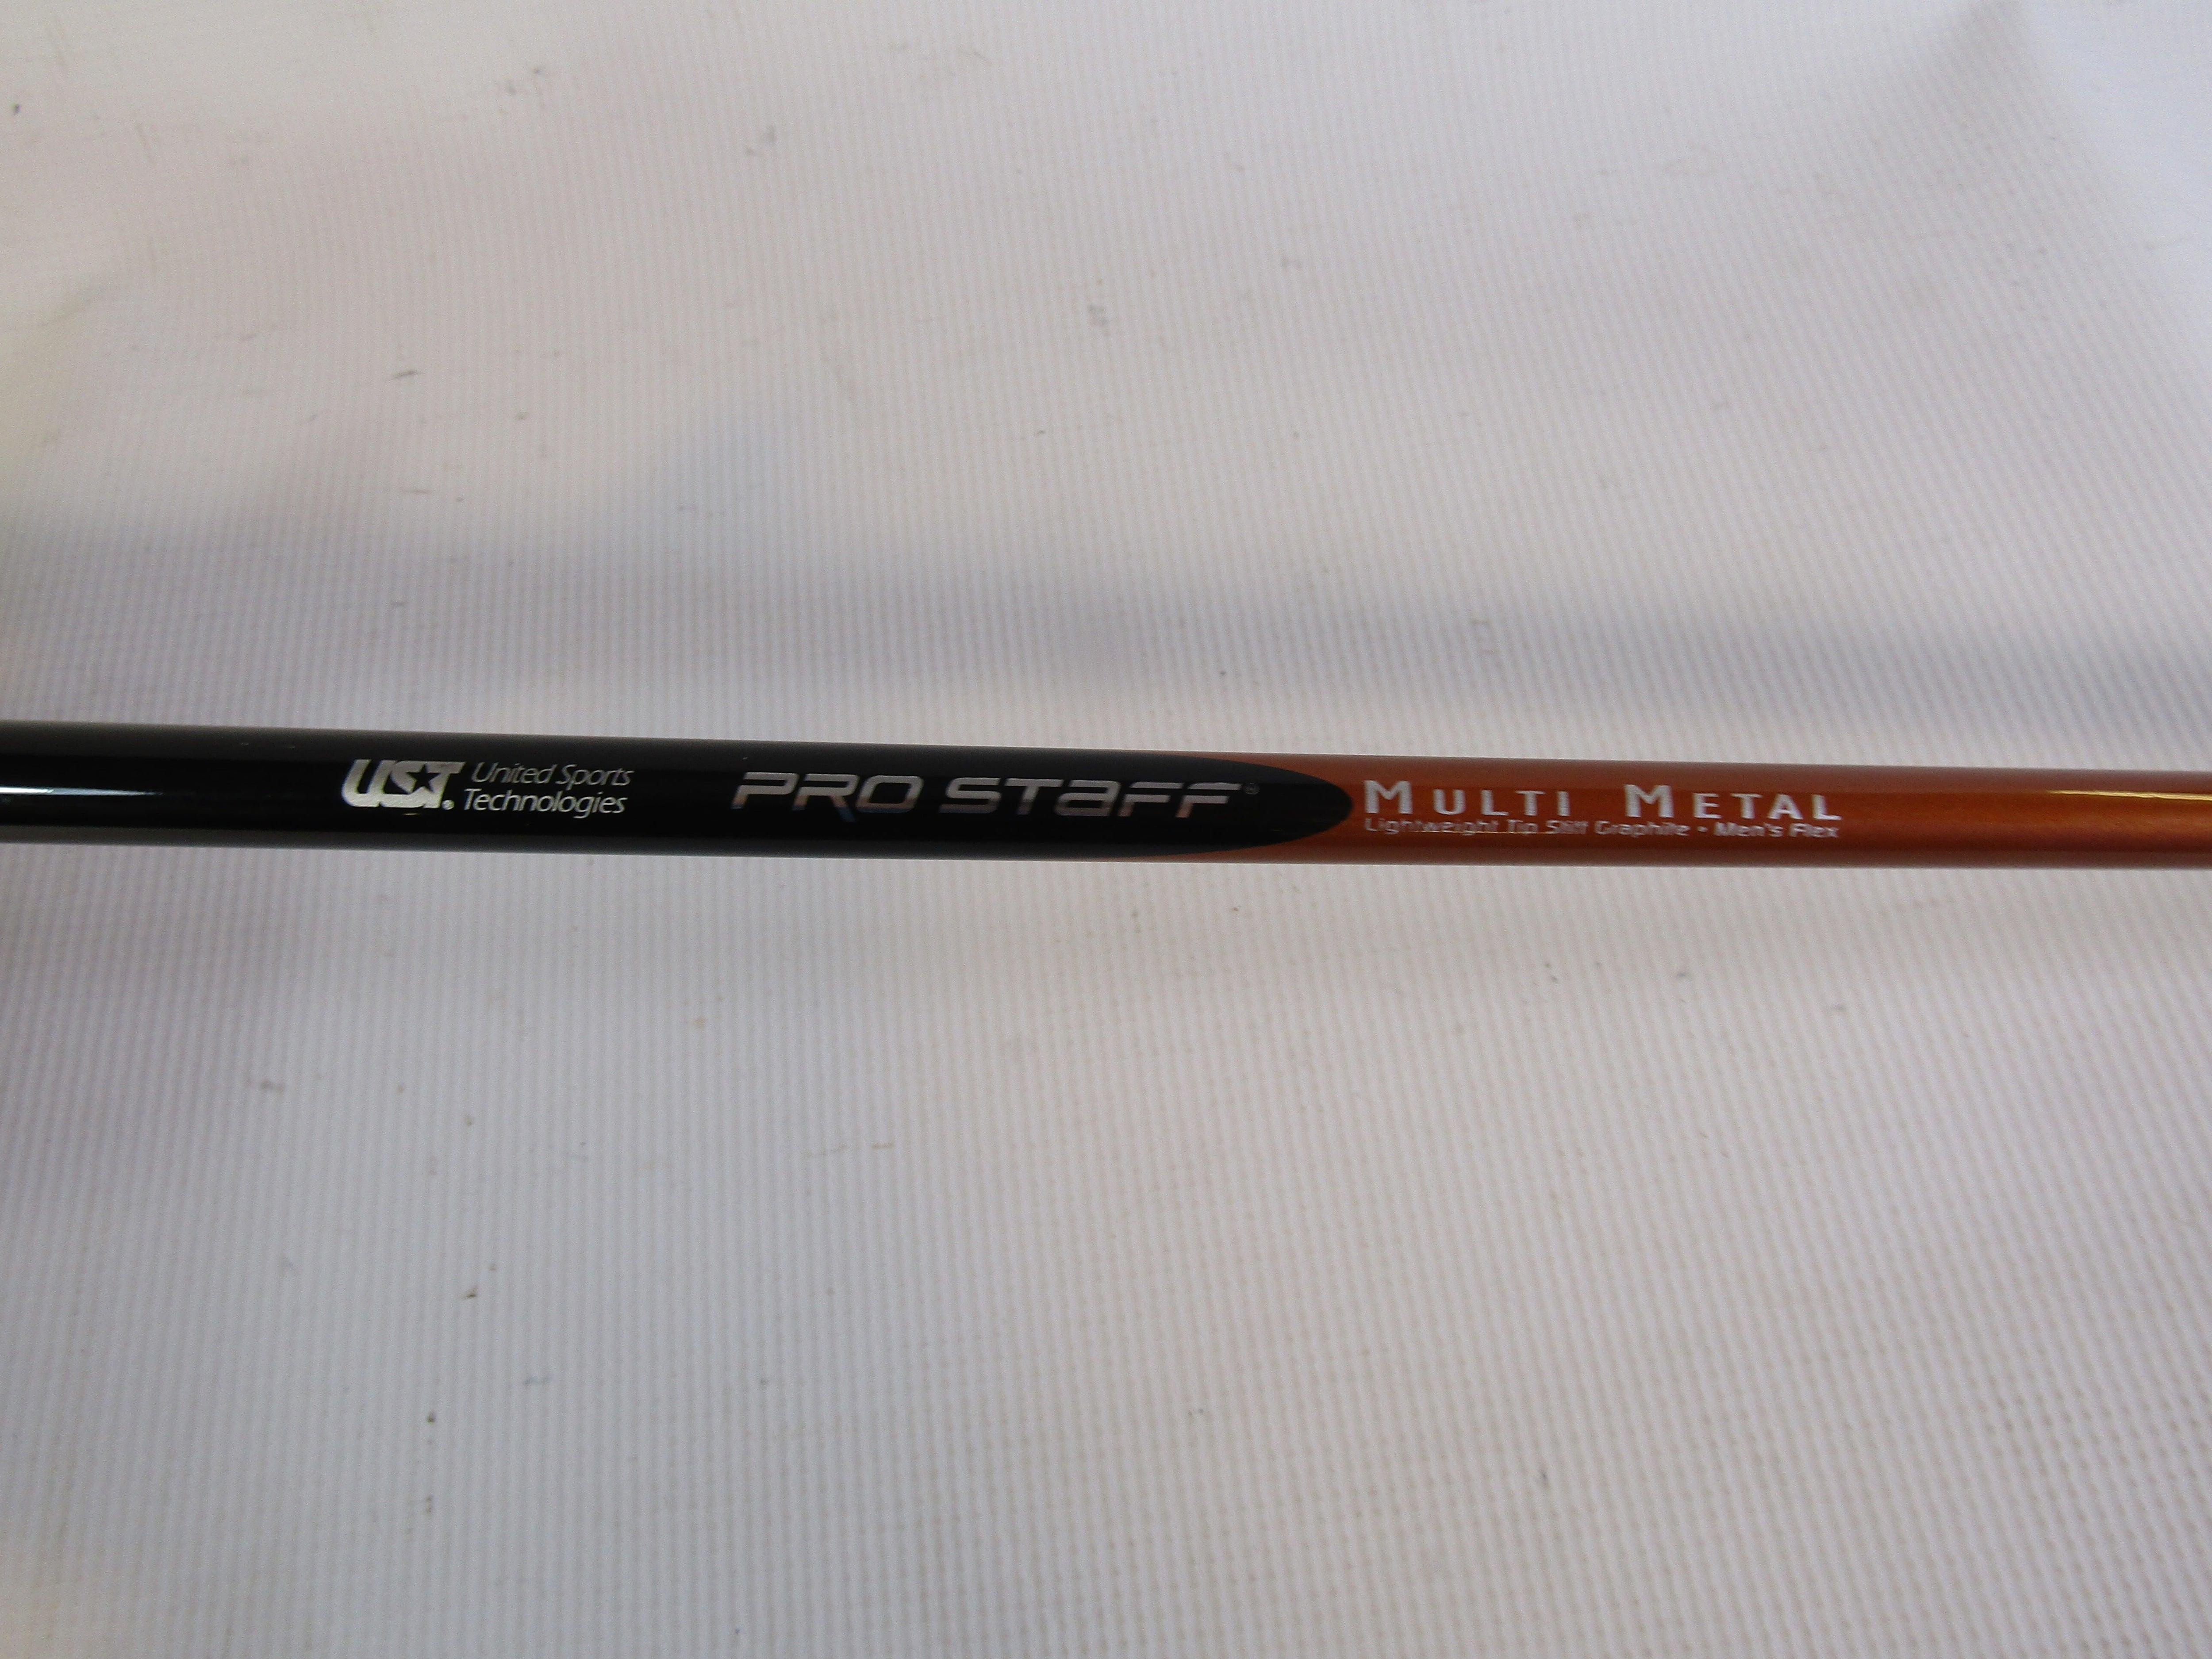 UST. United Sports
Technologies
PRO STAFF®
MULTI METAL
Lightweight Tip Stiff Graphite • Men's Flex